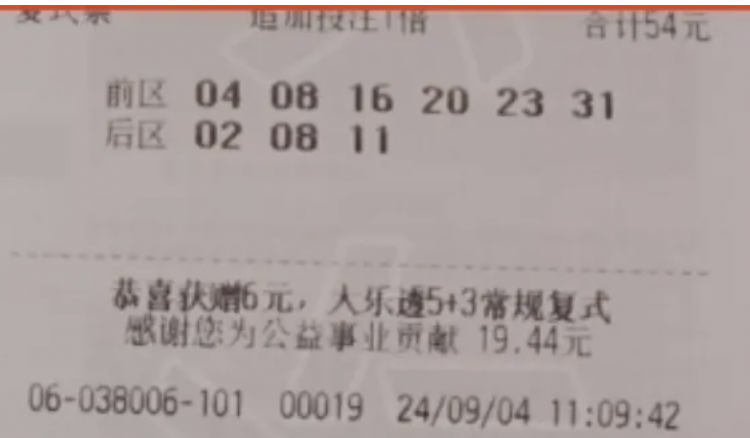 复式票 追加投注1倍 合计54元
前区 04 08 16 20 23 31
后区 02 08 11
恭喜获赠6元，大乐透5+3常规复式
感谢您为公益事业贡献 19.44元
06-038006-101 00019 24/09/04 11:09:42